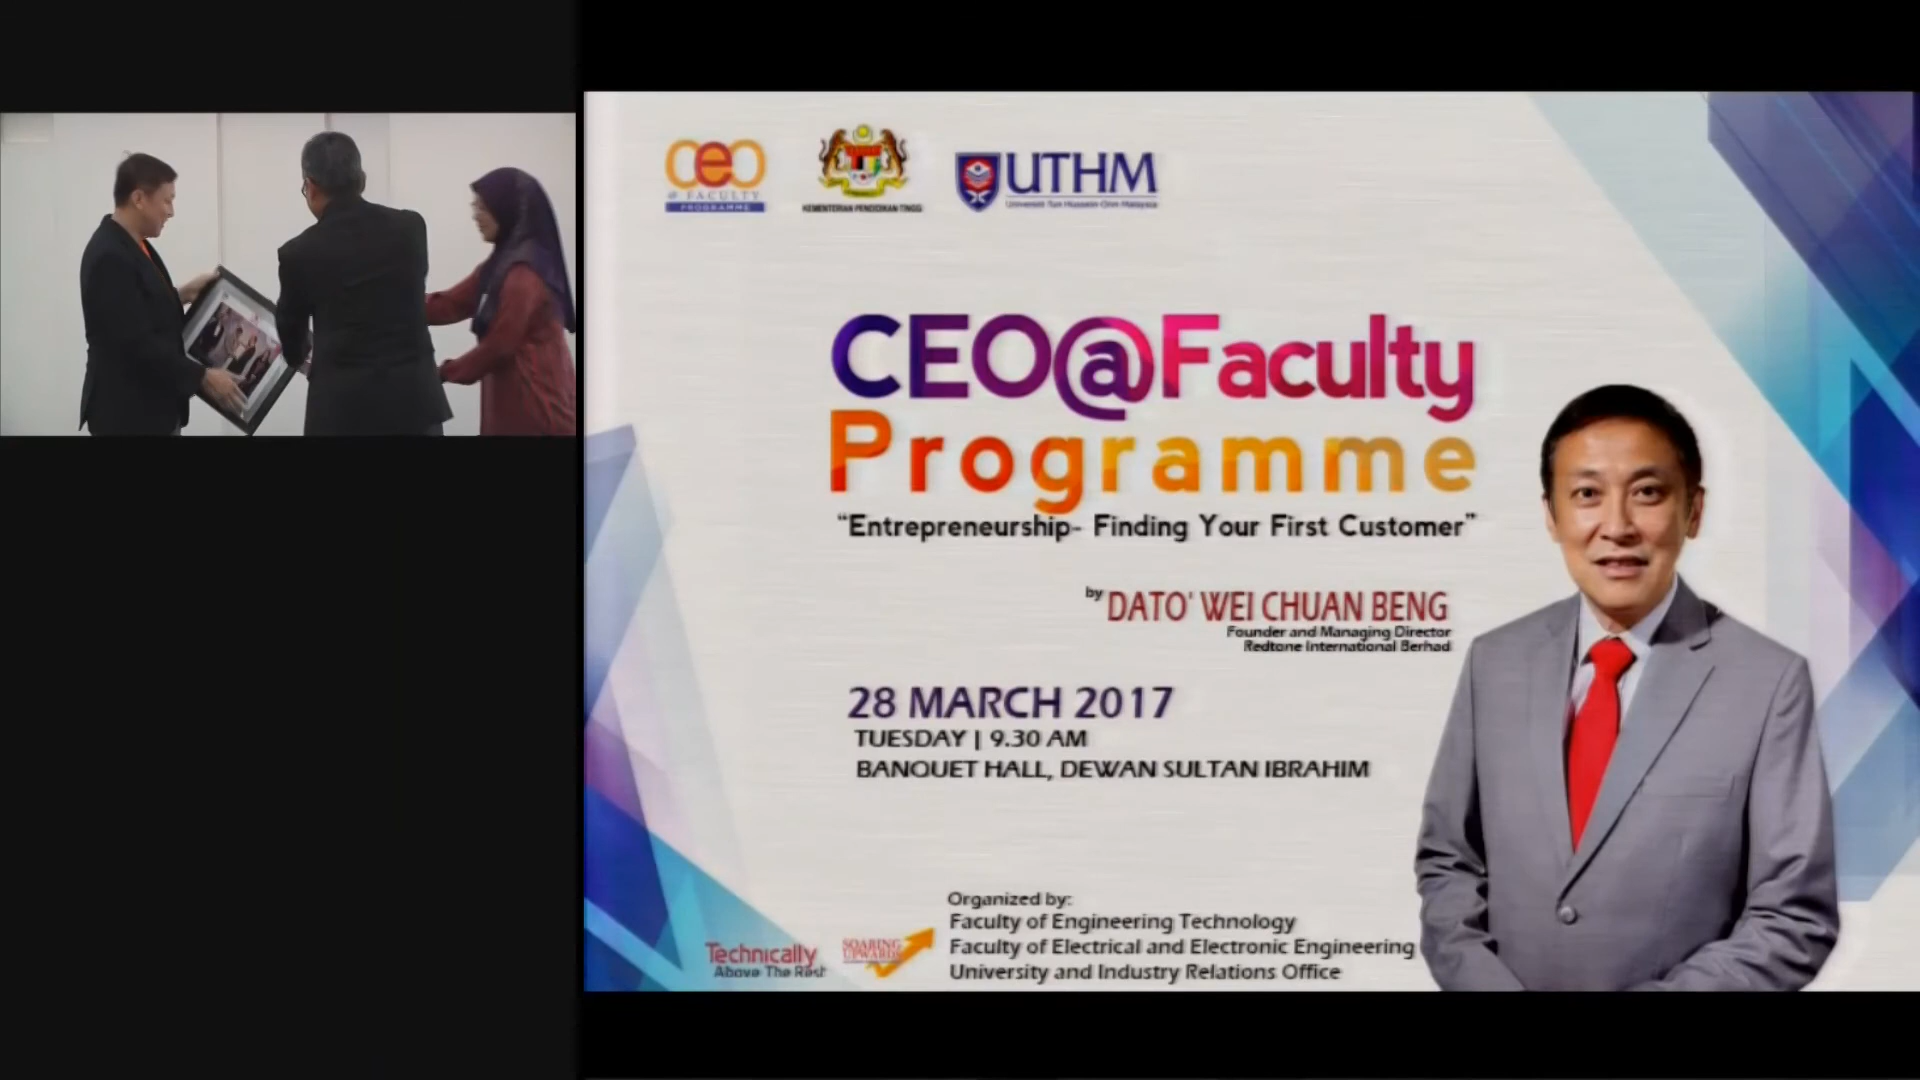 ceo
@ FACULTY
PROGRAMME
KEMENTERIAN PENDIDIKAN TINGGI
UTHM
Universiti Tun Hussein Onn Malaysia
CEO@Faculty
Programme
“Entrepreneurship- Finding Your First Customer”
by DATO' WEI CHUAN BENG
Founder and Managing Director
Redtone International Berhad
28 MARCH 2017
TUESDAY | 9.30 AM
BANQUET HALL, DEWAN SULTAN IBRAHIM
Organized by:
Faculty of Engineering Technology
Faculty of Electrical and Electronic Engineering
University and Industry Relations Office
Technically
Above The Rest
SOARING
UPWARDS